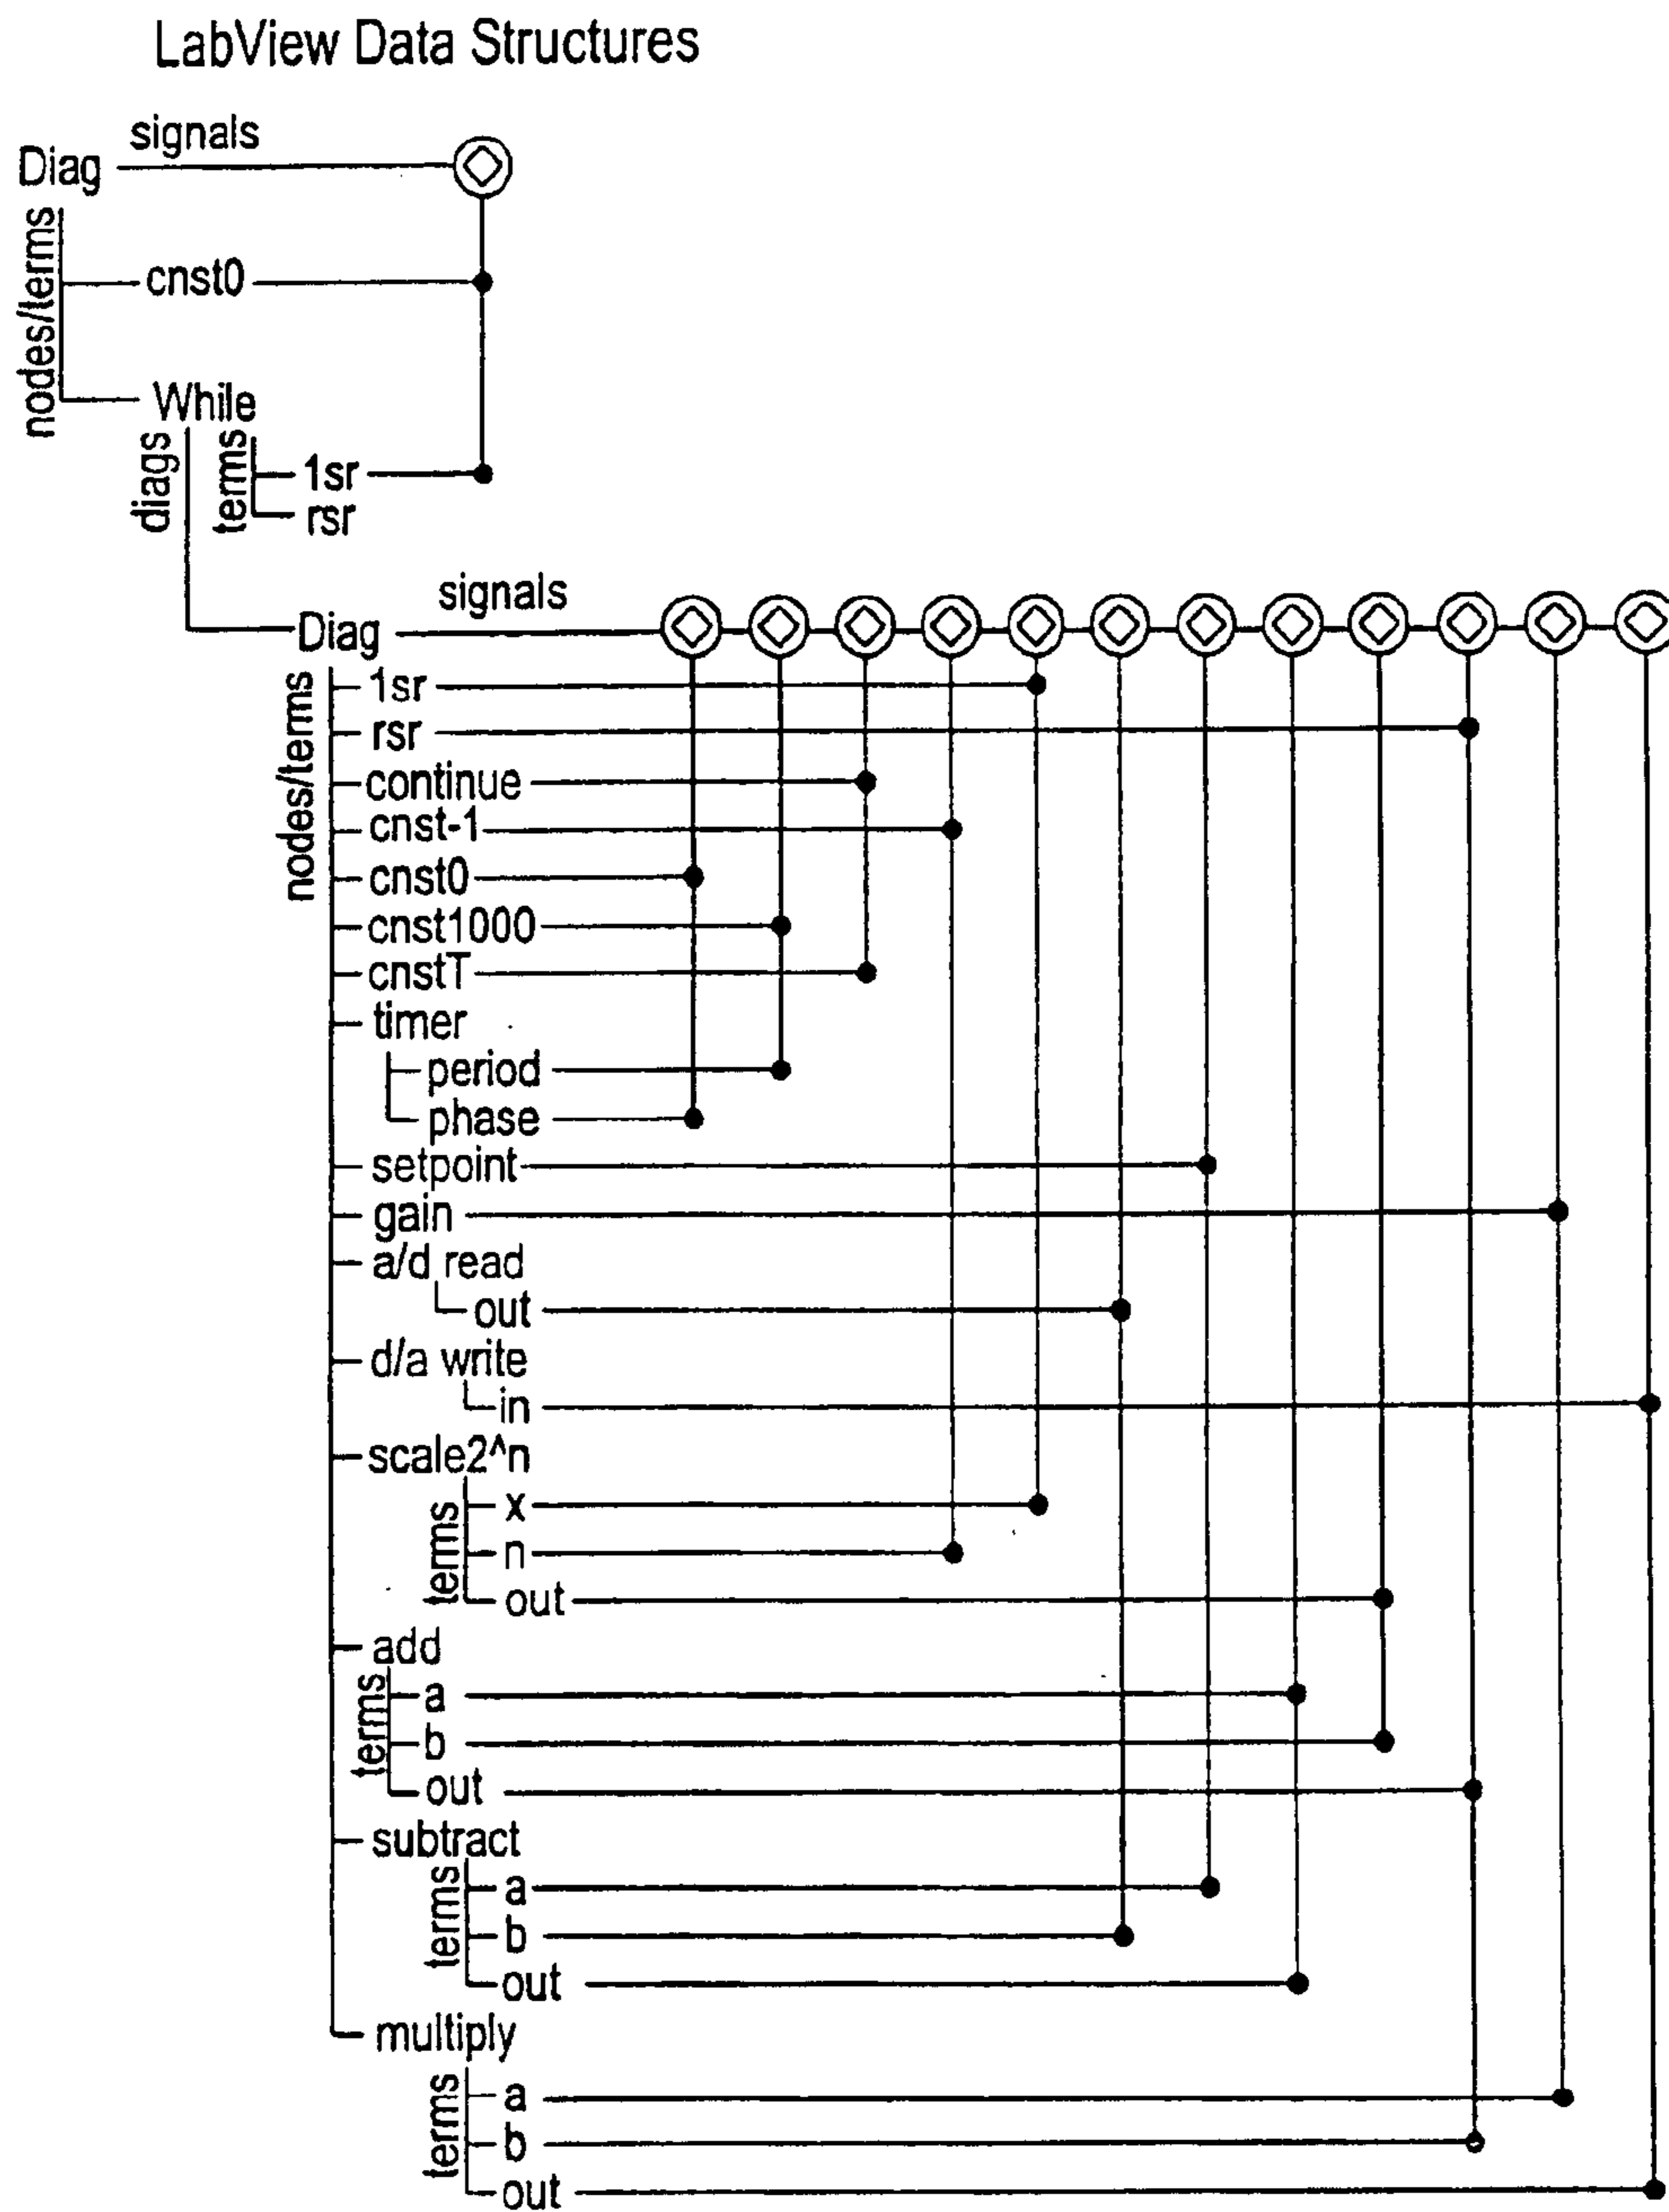 LabView Data Structures
signals
Diag
nodes/terms
cnst0
While
diags
terms
1sr
rsr
signals
Diag
nodes/terms
1sr
rsr
continue
cnst-1
cnst0
cnst1000
cnstT
timer
period
phase
setpoint
gain
a/d read
out
d/a write
in
scale2^n
terms
x
n
out
add
terms
a
b
out
subtract
terms
a
b
out
multiply
terms
a
b
out